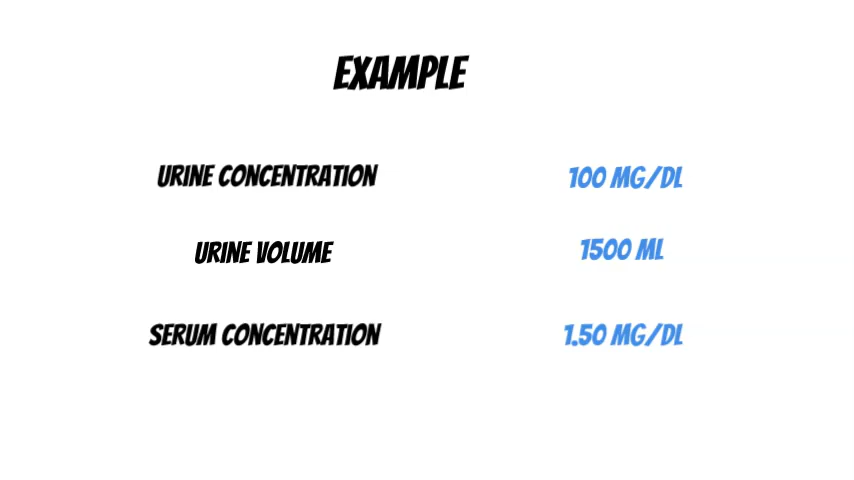 EXAMPLE
URINE CONCENTRATION 100 MG/DL
URINE VOLUME 1500 ML
SERUM CONCENTRATION 1.50 MG/DL